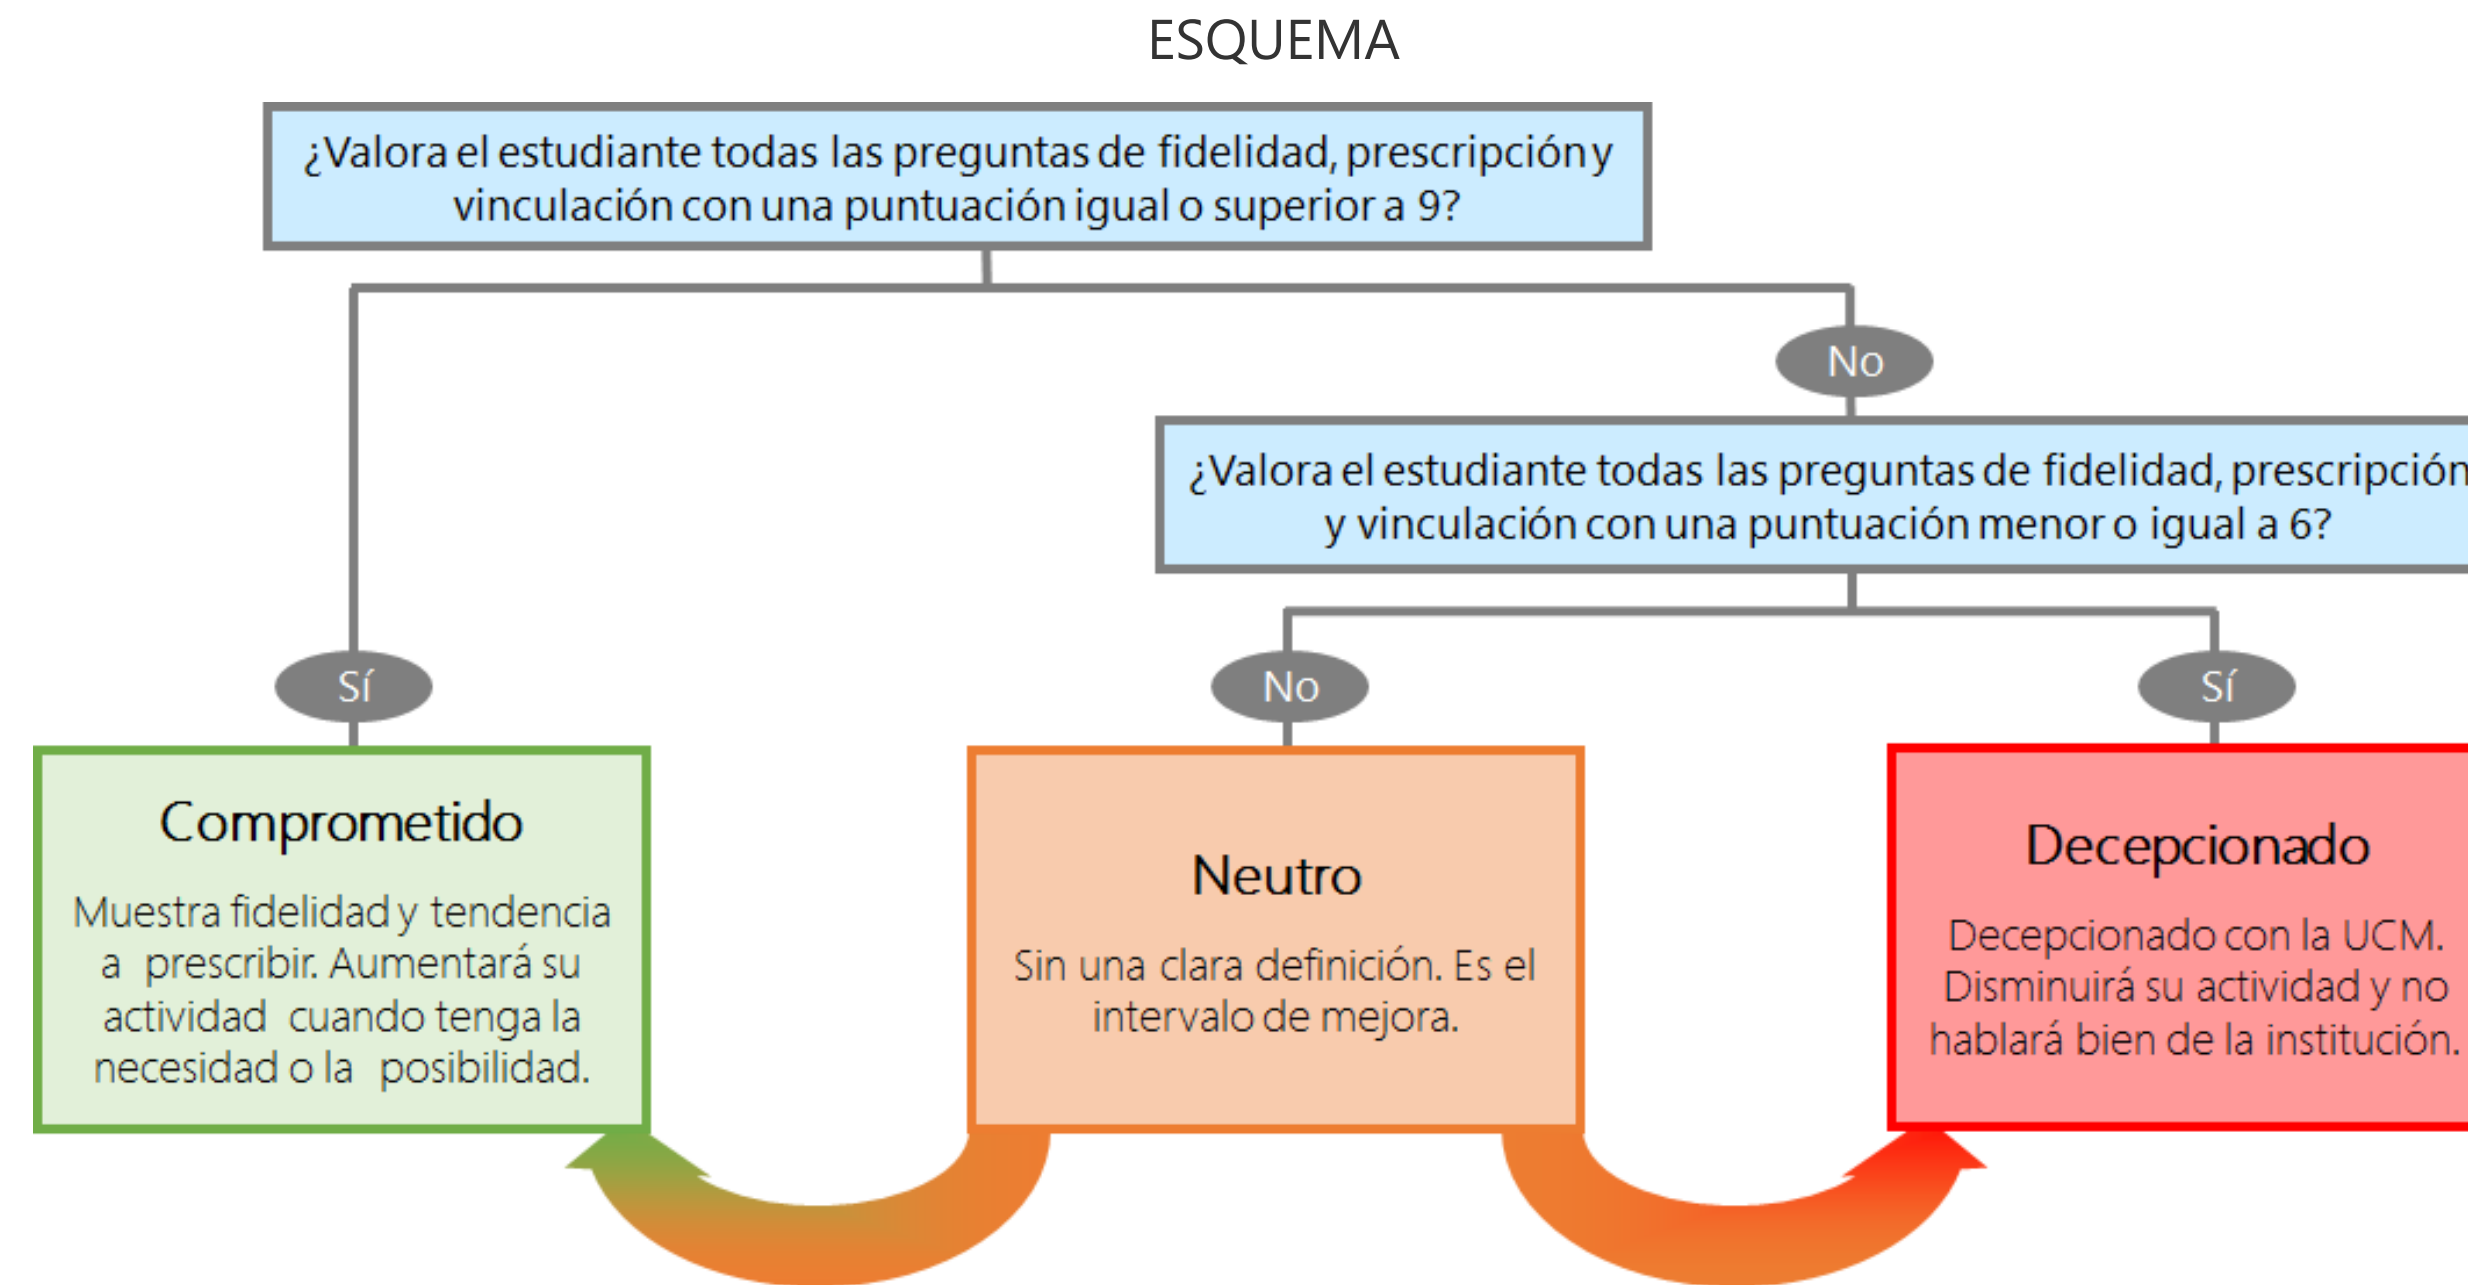 ESQUEMA
¿Valora el estudiante todas las preguntas de fidelidad, prescripción y
vinculación con una puntuación igual o superior a 9?
No
¿Valora el estudiante todas las preguntas de fidelidad, prescripción
y vinculación con una puntuación menor o igual a 6?
Sí
No
Sí
Comprometido
Muestra fidelidad y tendencia
a prescribir. Aumentará su
actividad cuando tenga la
necesidad o la posibilidad.
Neutro
Sin una clara definición. Es el
intervalo de mejora.
Decepcionado
Decepcionado con la UCM.
Disminuirá su actividad y no
hablará bien de la institución.